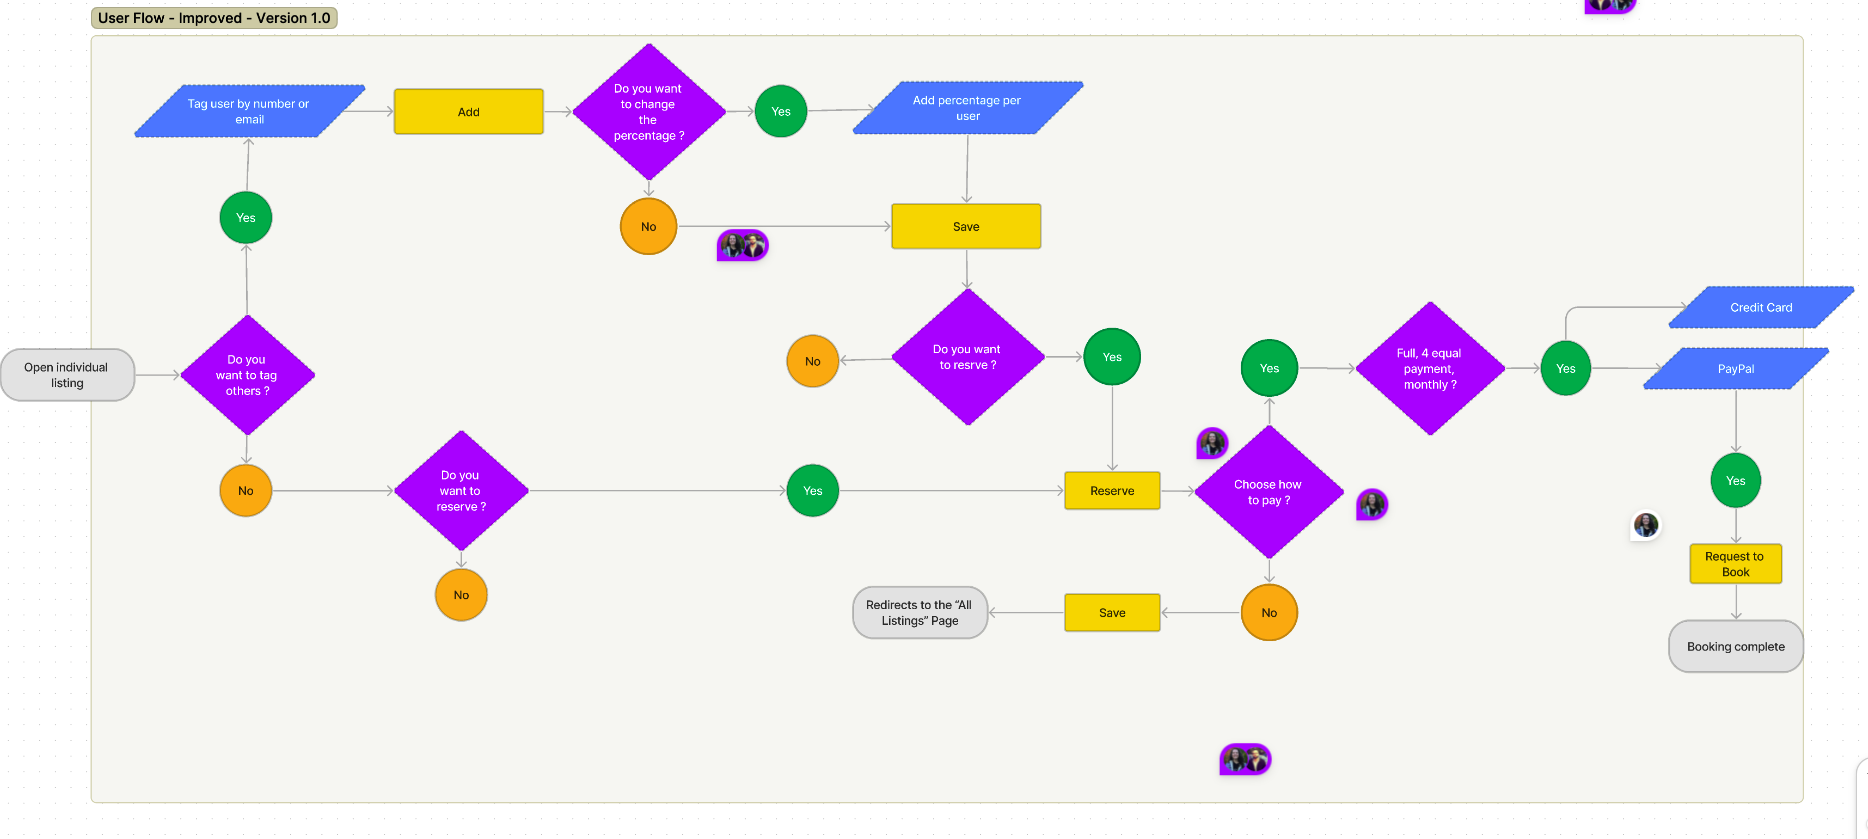 User Flow - Improved - Version 1.0
Tag user by number or
email
Add
Do you want
to change
the
percentage ?
Yes
Add percentage per
user
Yes
No
Save
Open individual
listing
Do you
want to tag
others ?
No
Do you want
to resrve ?
Yes
Yes
Full, 4 equal
payment,
monthly ?
Yes
Credit Card
PayPal
No
Do you
want to
reserve ?
Yes
Reserve
Choose how
to pay ?
Yes
No
Redirects to the “All
Listings” Page
Save
No
Request to
Book
Booking complete